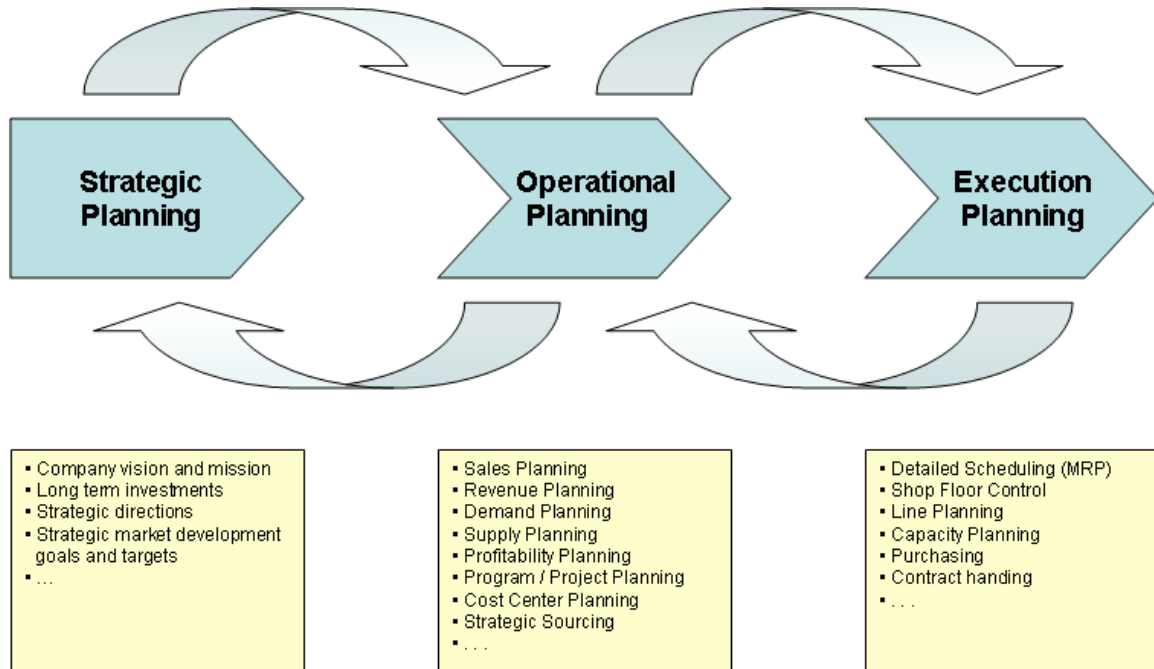 Strategic
Planning
Operational
Planning
Execution
Planning
▪ Company vision and mission
▪ Long term investments
▪ Strategic directions
▪ Strategic market development
goals and targets
▪ ...
▪ Sales Planning
▪ Revenue Planning
▪ Demand Planning
▪ Supply Planning
▪ Profitability Planning
▪ Program / Project Planning
▪ Cost Center Planning
▪ Strategic Sourcing
▪ . . .
▪ Detailed Scheduling (MRP)
▪ Shop Floor Control
▪ Line Planning
▪ Capacity Planning
▪ Purchasing
▪ Contract handing
▪ . . .